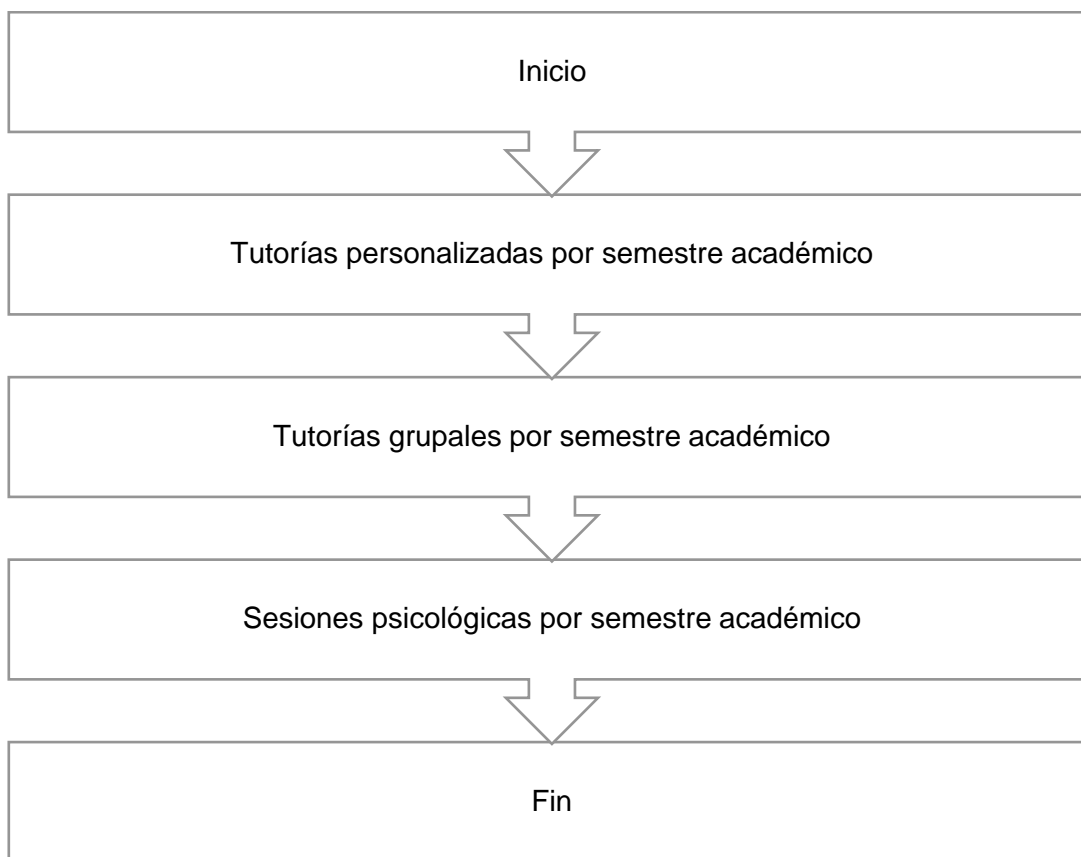 Inicio
Tutorías personalizadas por semestre académico
Tutorías grupales por semestre académico
Sesiones psicológicas por semestre académico
Fin